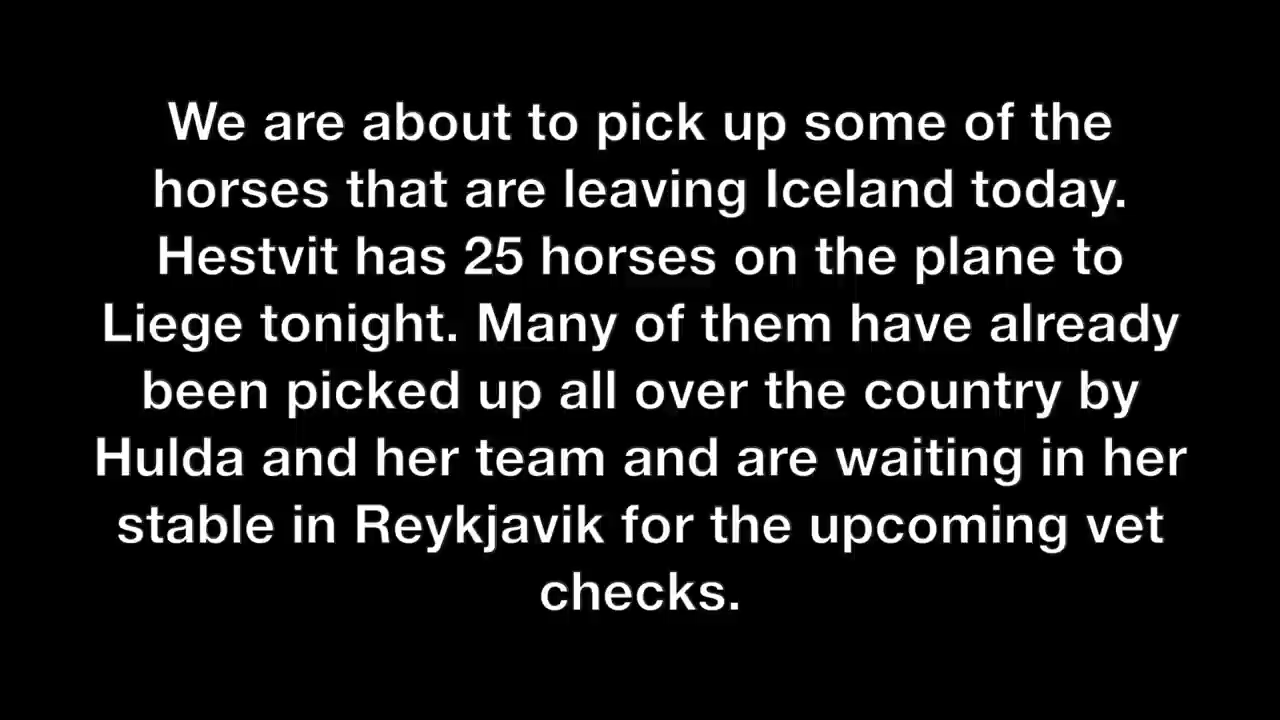 We are about to pick up some of the
horses that are leaving Iceland today.
Hestvit has 25 horses on the plane to
Liege tonight. Many of them have already
been picked up all over the country by
Hulda and her team and are waiting in her
stable in Reykjavik for the upcoming vet
checks.